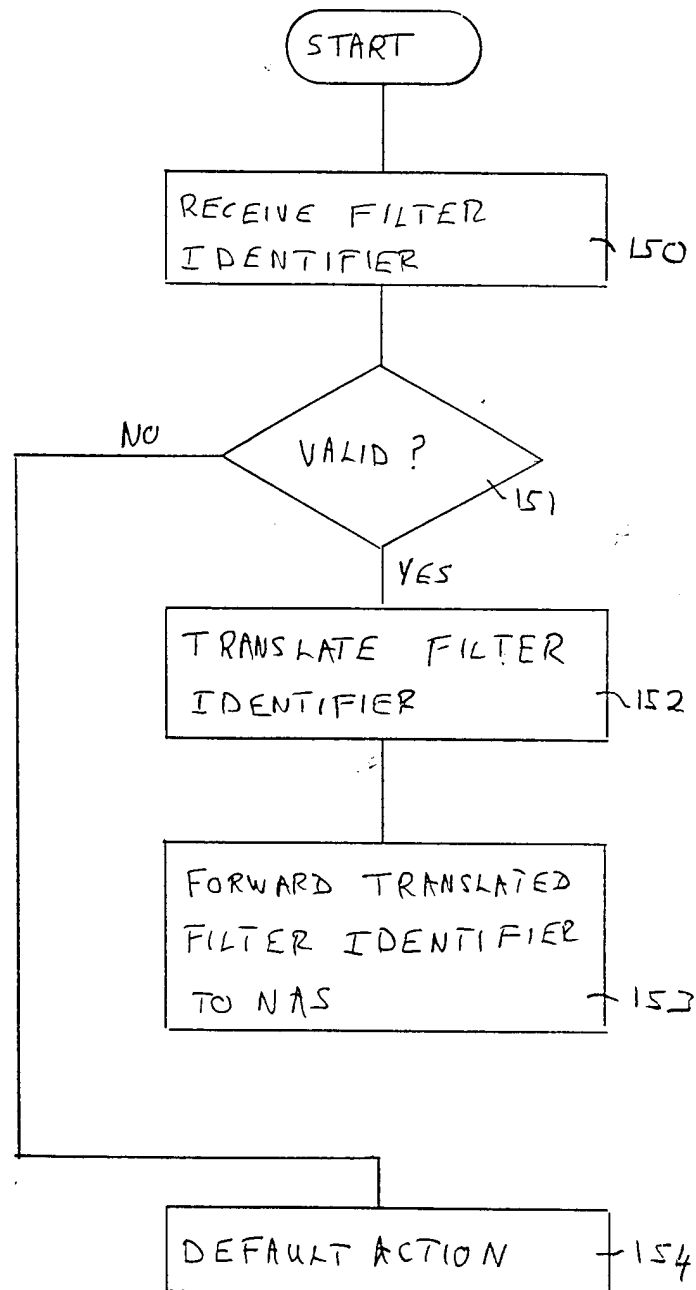 START
RECEIVE FILTER
IDENTIFIER
150
NO
VALID?
151
YES
TRANSLATE FILTER
IDENTIFIER
152
FORWARD TRANSLATED
FILTER IDENTIFIER
TO NAS
153
DEFAULT ACTION
154